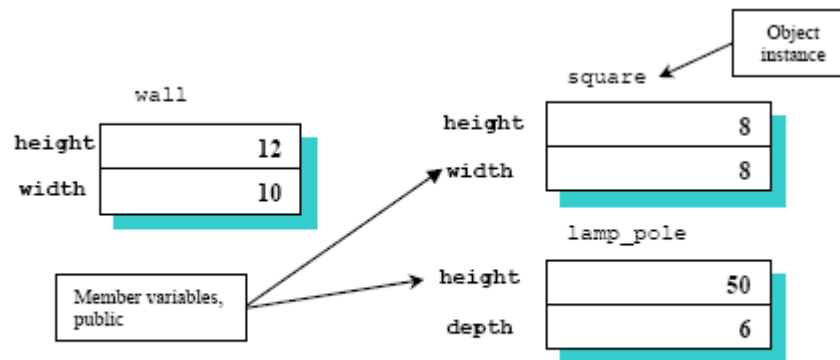 Object
instance
wall
square
height 12
width 10
height 8
width 8
lamp_pole
Member variables,
public
height 50
depth 6